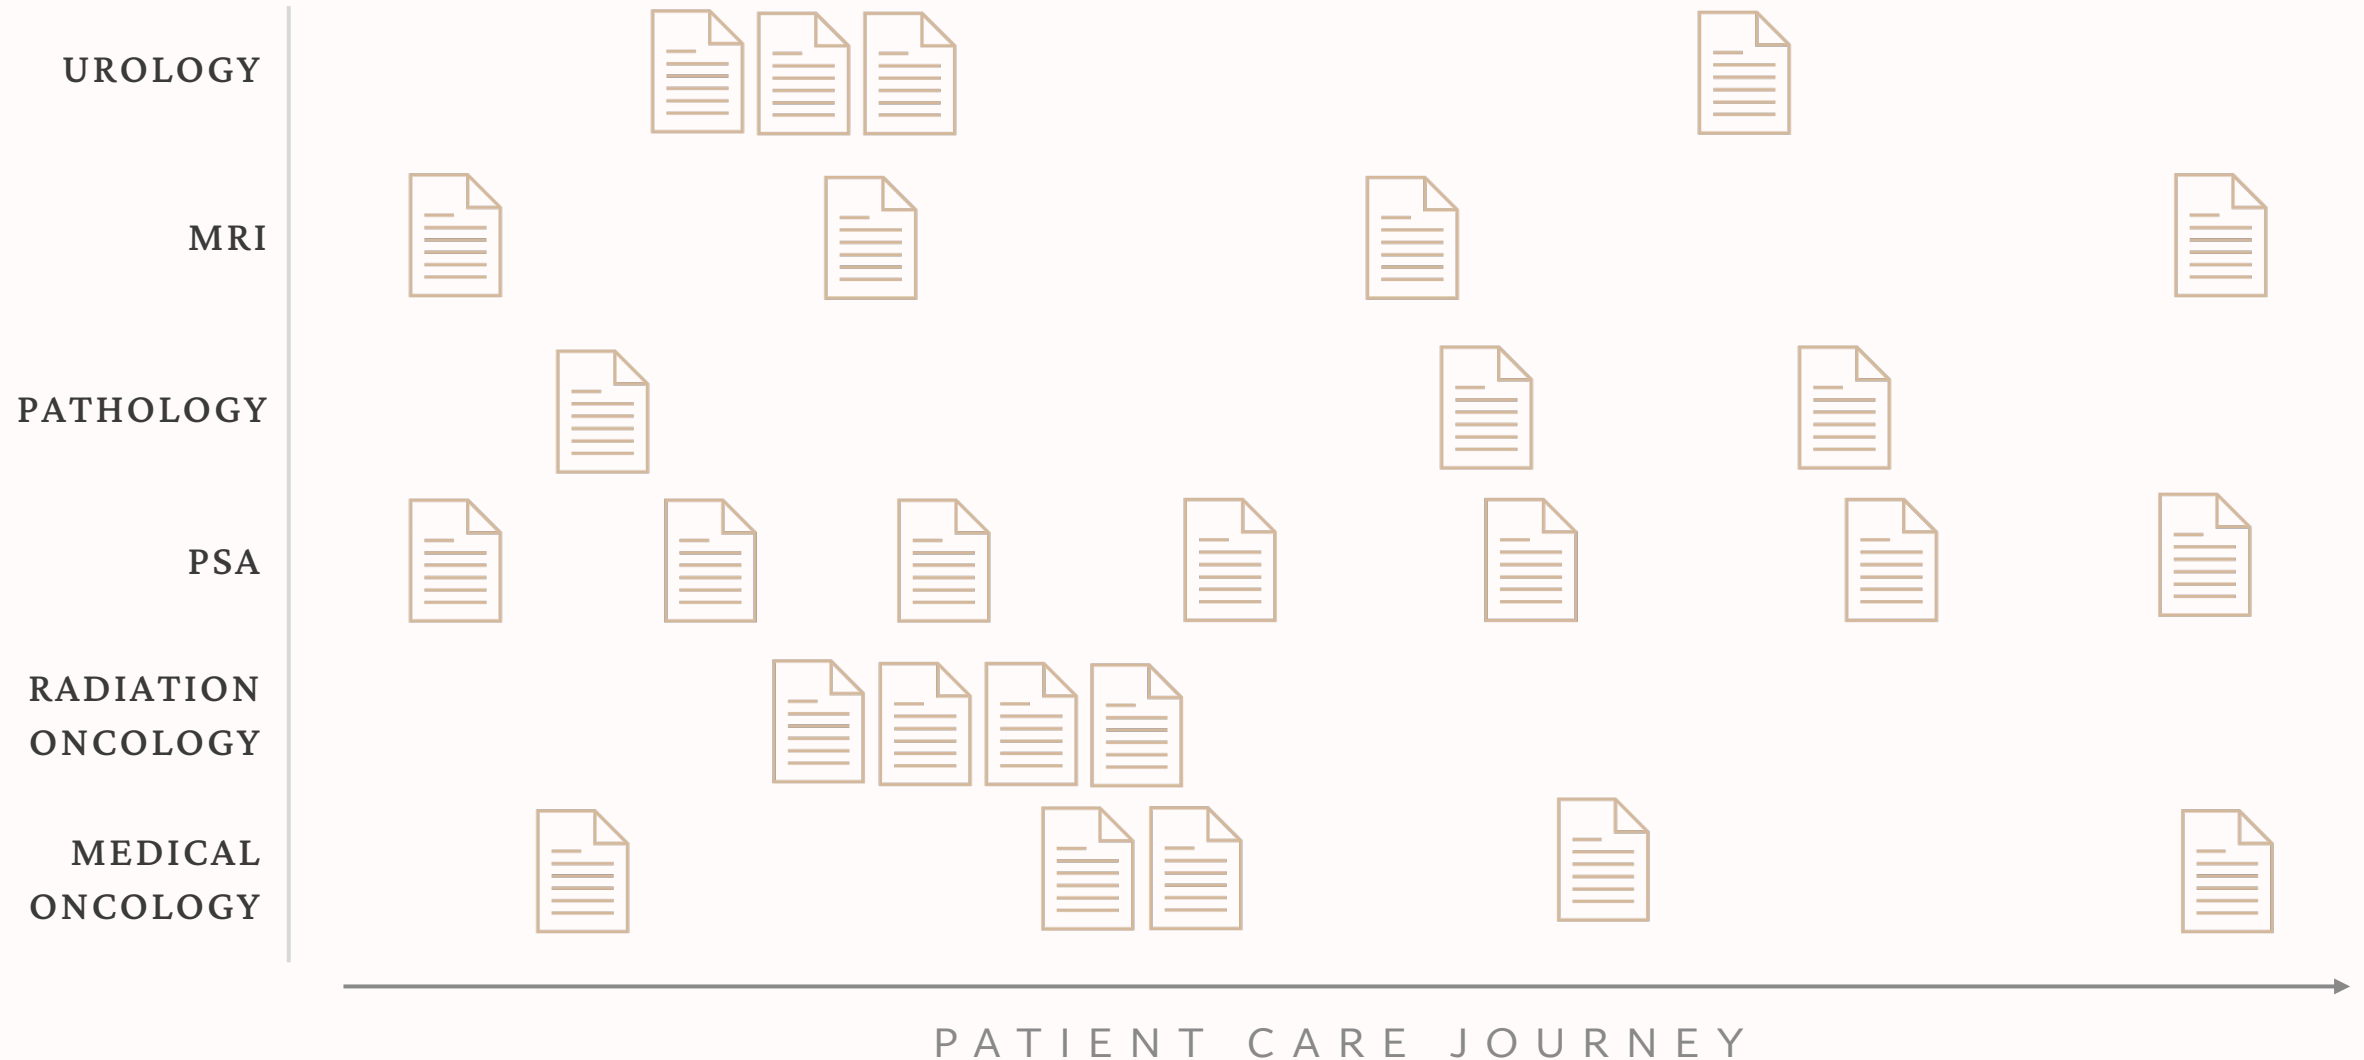 UROLOGY
MRI
PATHOLOGY
PSA
RADIATION
ONCOLOGY
MEDICAL
ONCOLOGY
PATIENT CARE JOURNEY